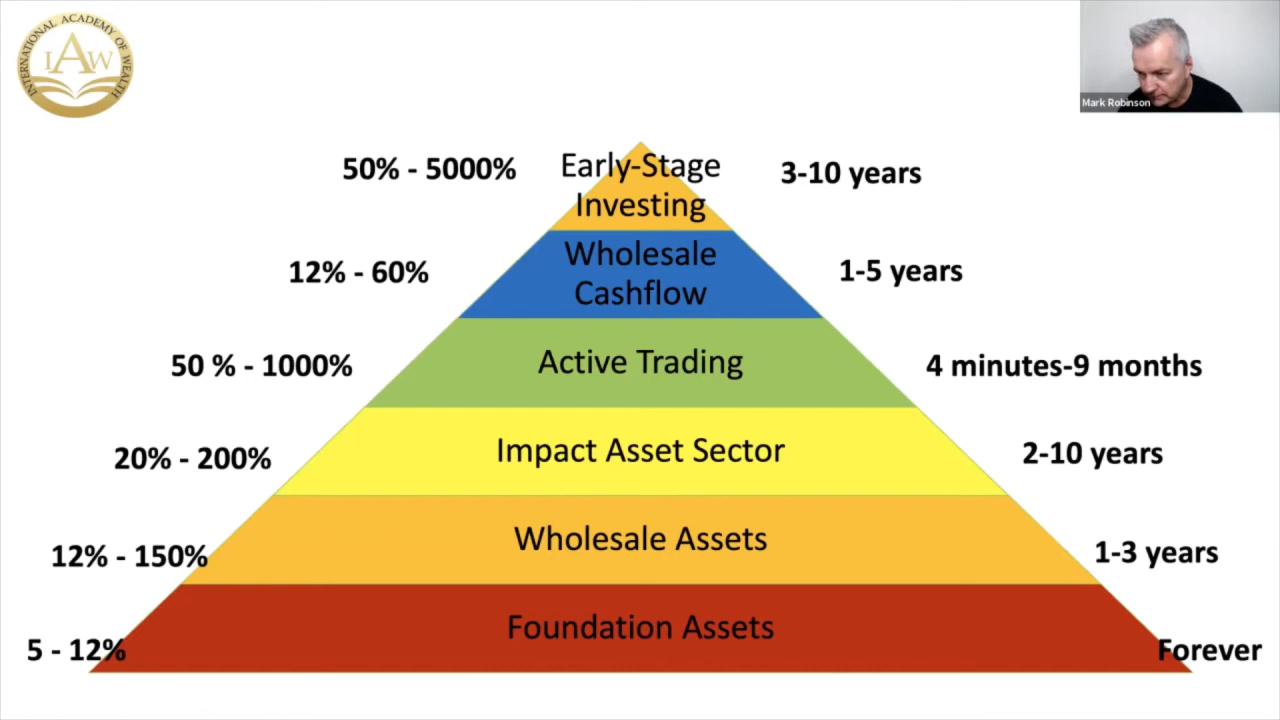 INTERNATIONAL ACADEMY OF WEALTH
IAW
Mark Robinson
50% - 5000%
Early-Stage
Investing
3-10 years
12% - 60%
Wholesale
Cashflow
1-5 years
50 % - 1000%
Active Trading
4 minutes-9 months
20% - 200%
Impact Asset Sector
2-10 years
12% - 150%
Wholesale Assets
1-3 years
5 - 12%
Foundation Assets
Forever